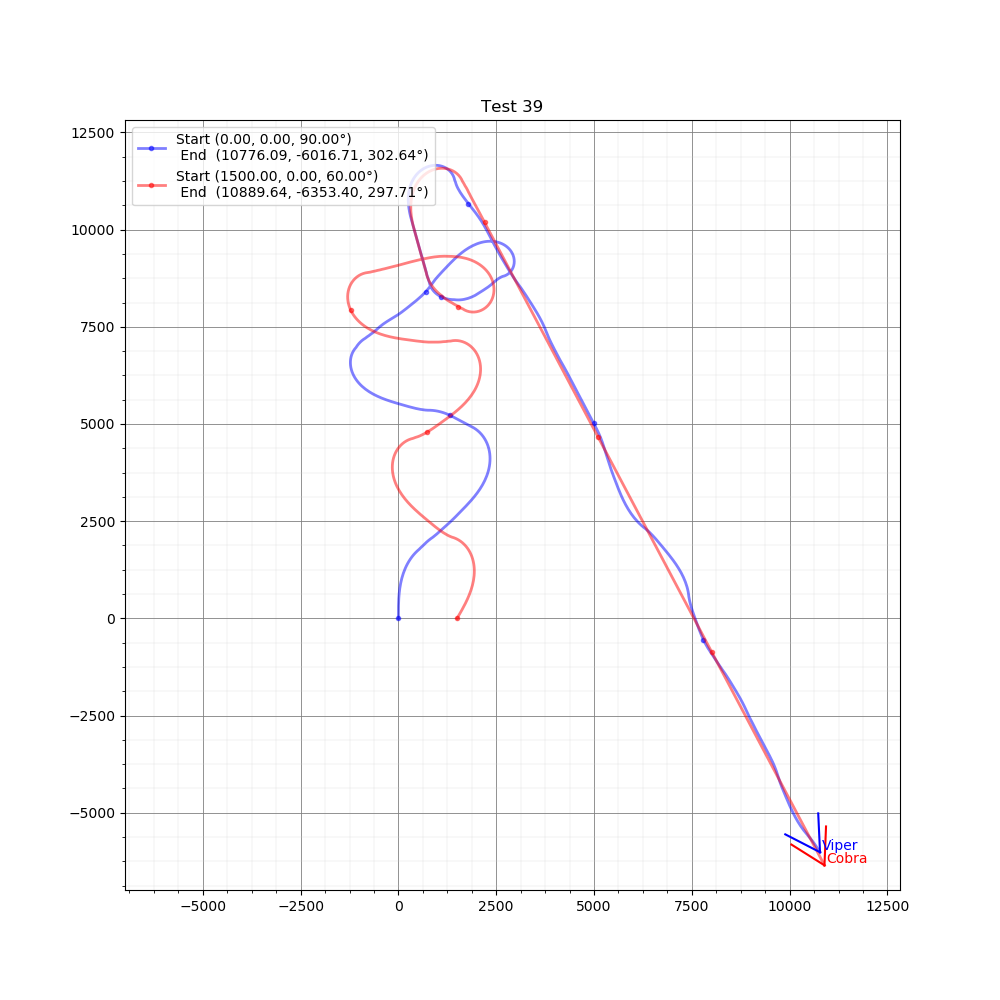 Test 39
Start (0.00, 0.00, 90.00°)
End  (10776.09, -6016.71, 302.64°)
Start (1500.00, 0.00, 60.00°)
End  (10889.64, -6353.40, 297.71°)
12500
10000
7500
5000
2500
0
−2500
−5000
Viper
Cobra
−5000 −2500 0 2500 5000 7500 10000 12500